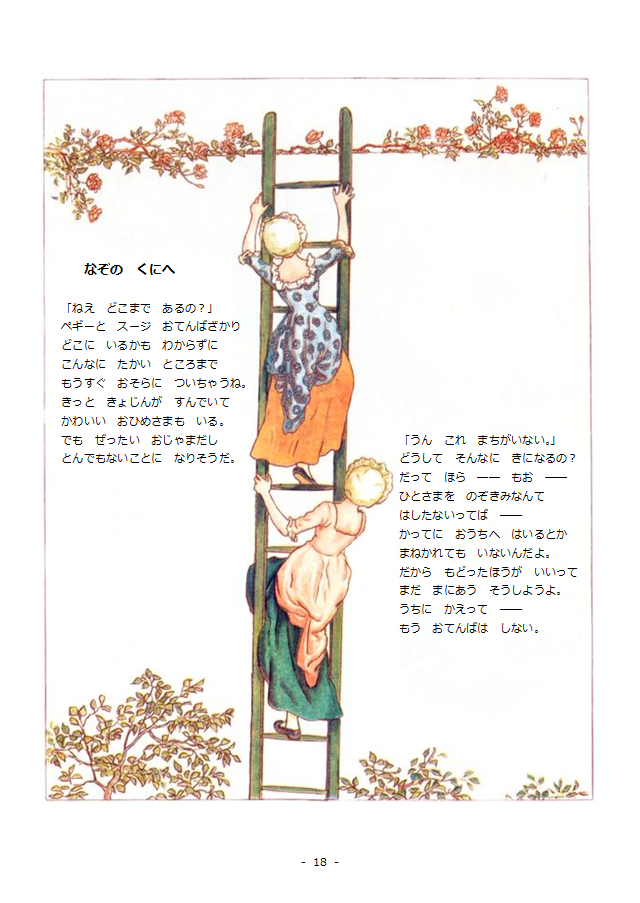 なぞの　くにへ
「ねえ　どこまで　あるの？」
ペギーと　スージ　おてんばざかり
どこに　いるかも　わからずに
こんなに　たかい　ところまで
もうすぐ　おそらに　ついちゃうね。
きっと　きょじんが　すんでいて
かわいい　おひめさまも　いる。
でも　ぜったい　おじゃまだし
とんでもないことに　なりそうだ。
「うん　これ　まちがいない。」
どうして　そんなに　きになるの？
だって　ほら　――　もお　――
ひとさまを　のぞきみなんて
はしたないってば　――
かってに　おうちへ　はいるとか
まねかれても　いないんだよ。
だから　もどったほうが　いいって
まだ　まにあう　そうしようよ。
うちに　かえって　――
もう　おてんばは　しない。
- 18 -